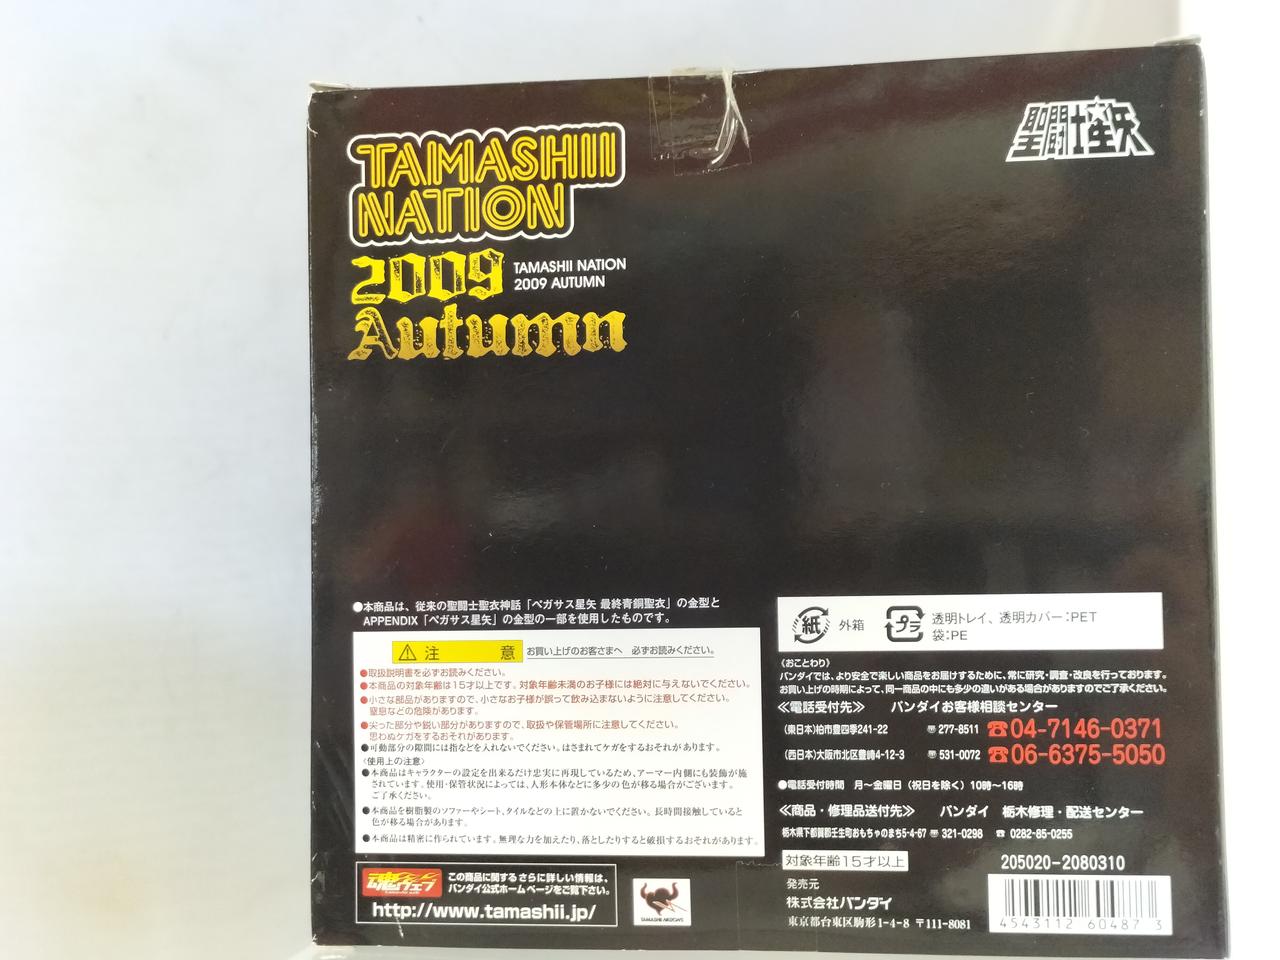 TAMASHII
NATION
2009
Autumn
TAMASHII NATION
2009 AUTUMN
聖闘士星矢
●本商品は、従来の聖闘士聖衣神話「ペガサス星矢 最終青銅聖衣」の金型と
APPENDIX「ペガサス星矢」の金型の一部を使用したものです。
⚠注 意 お買い上げのお客さまへ 必ずお読みください。
●取扱説明書を必ずお読みください。
●本商品の対象年齢は15才以上です。対象年齢未満のお子様には絶対に与えないでください。
●小さな部品がありますので、小さなお子様が誤って飲み込まないように注意してください。
窒息などの危険があります。
●尖った部分や鋭い部分がありますので、取扱や保管場所に注意してください。
思わぬケガをするおそれがあります。
●可動部分の隙間には指などを入れないでください。はさまれてケガをするおそれがあります。
〈使用上の注意〉
●本商品はキャラクターの設定を出来るだけ忠実に再現しているため、アーマー内側にも装飾が施
されています。使用・保管状況によっては、人形本体などに多少の色が移る場合がございます。
ご了承ください。
●本商品を樹脂製のソファーやシート、タイルなどの上に置かないでください。長時間接触していると
色が移る場合があります。
●本商品は精密に作られています。無理な力を加えたり、落としたりすると破損するおそれがあります。
魂ウェブ
この商品に関する さらに詳しい情報は、
バンダイ公式ホームページをご覧下さい。
http://www.tamashii.jp/
TAMASHII NATIONS
紙 外箱
プラ 透明トレイ、透明カバー:PET
袋:PE
〈おことわり〉
バンダイでは、より安全で楽しい商品をお届けするために、常に研究・調査・改良を行っております。
お買い上げの時期によって、同一商品の中にも多少の違いがある場合がありますのでご了承ください。
≪電話受付先≫ バンダイお客様相談センター
(東日本)柏市豊四季241-22 〒277-8511 ☎04-7146-0371
(西日本)大阪市北区豊崎4-12-3 〒531-0072 ☎06-6375-5050
●電話受付時間 月〜金曜日(祝日を除く)10時〜16時
≪商品・修理品送付先≫ バンダイ 栃木修理・配送センター
栃木県下都賀郡壬生町おもちゃのまち5-4-67 〒321-0298 ☎ 0282-85-0255
対象年齢15才以上
205020-2080310
発売元
株式会社バンダイ
東京都台東区駒形1-4-8 〒111-8081
4543112 60487 3